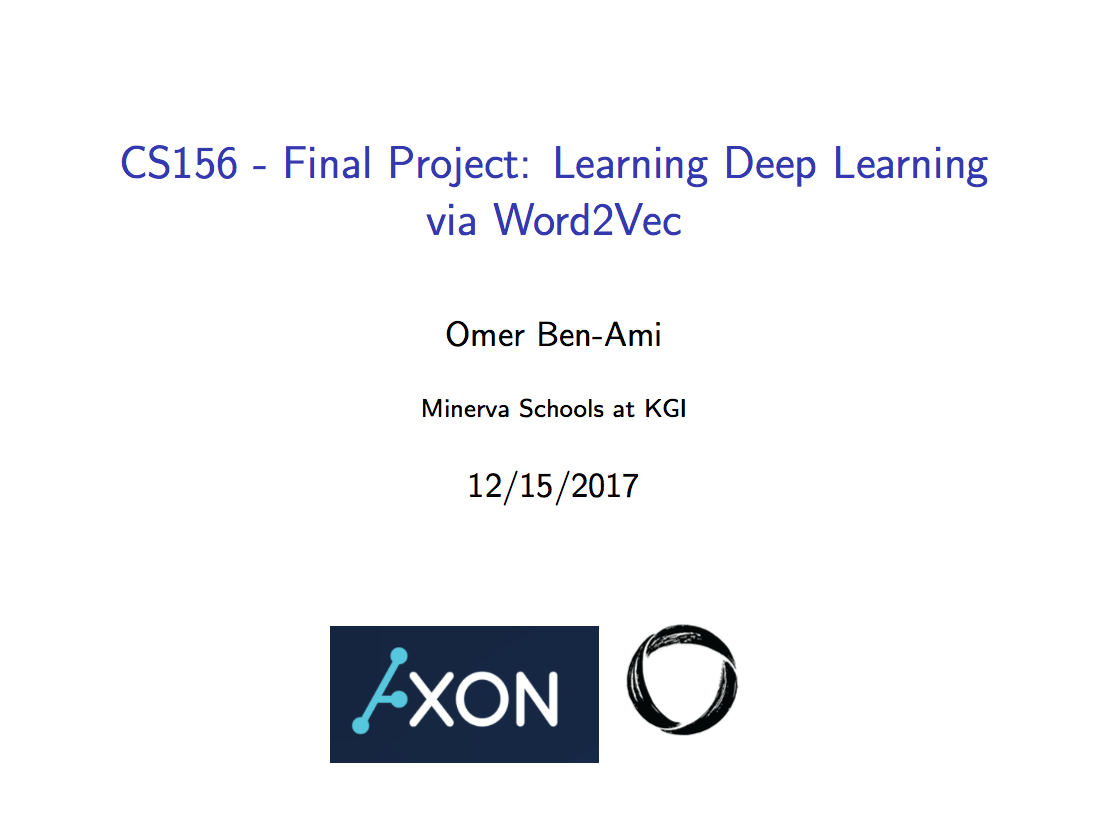 CS156 - Final Project: Learning Deep Learning
via Word2Vec
Omer Ben-Ami
Minerva Schools at KGI
12/15/2017
AXON